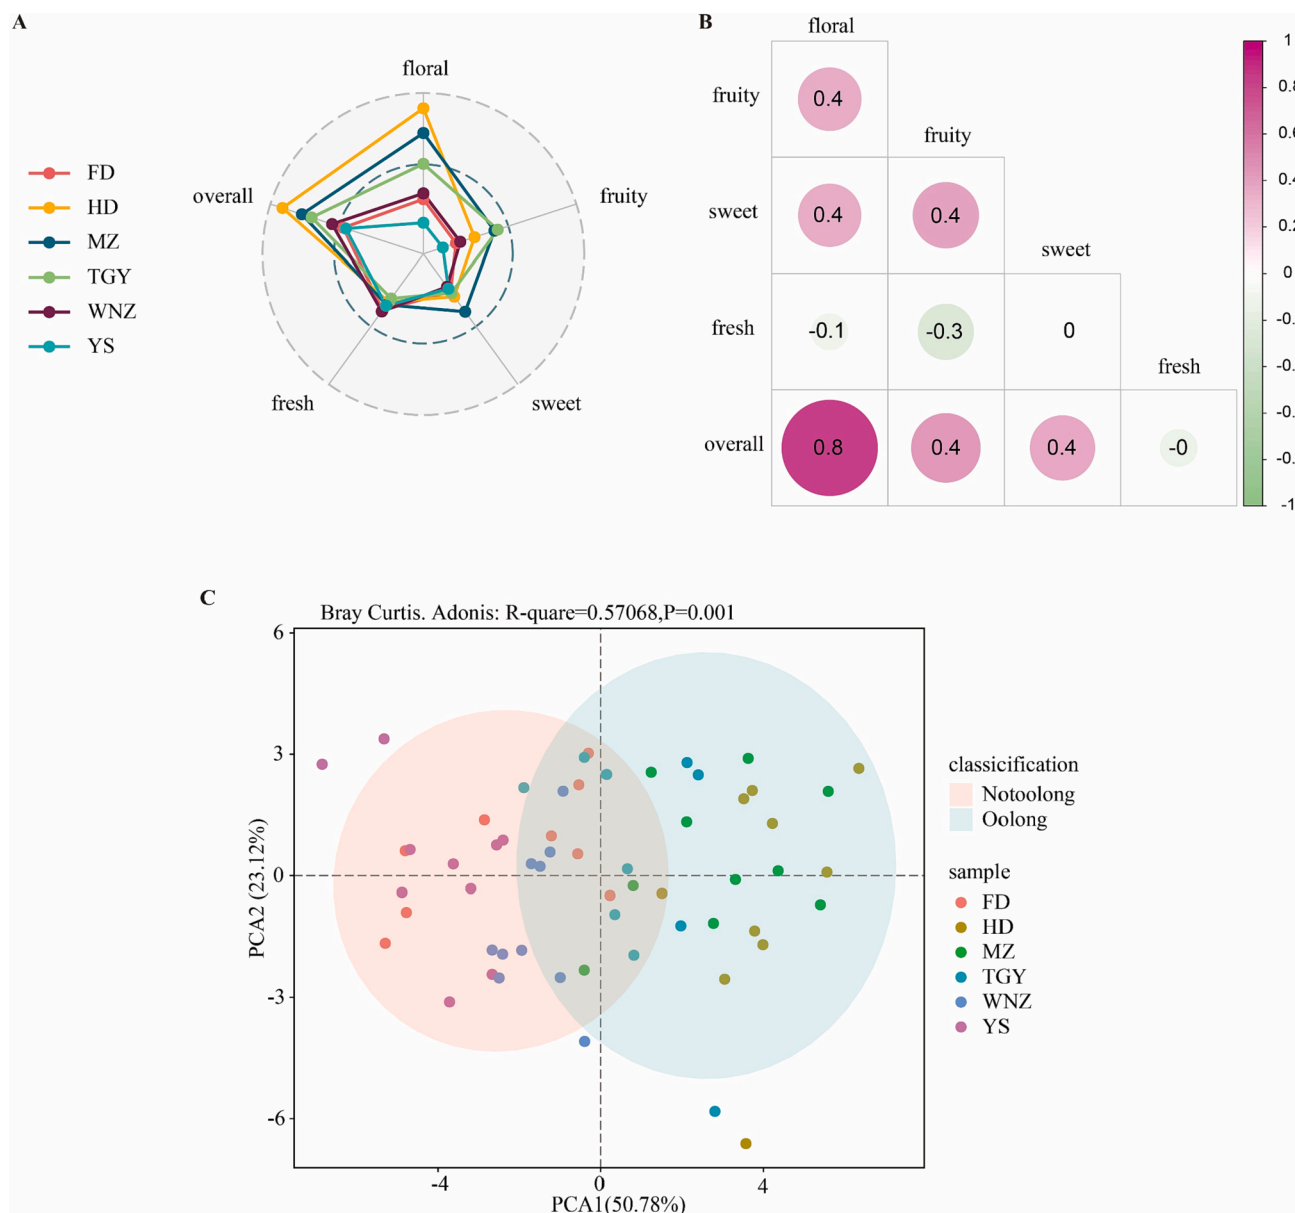 A
floral
fruity
sweet
fresh
overall
FD
HD
MZ
TGY
WNZ
YS
B
floral
fruity
0.4
fruity
sweet
0.4
0.4
sweet
fresh
-0.1
-0.3
0
fresh
overall
0.8
0.4
0.4
-0
1
0.8
0.6
0.4
0.2
0
-0.
-0.
-0.
-0.
-1
C
Bray Curtis. Adonis: R-quare=0.57068,P=0.001
6
3
0
-3
-6
PCA2 (23.12%)
-4
0
4
PCA1(50.78%)
classicification
Notoolong
Oolong
sample
FD
HD
MZ
TGY
WNZ
YS